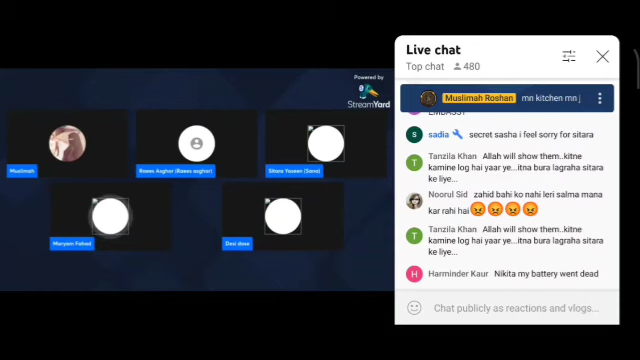 Live chat
Top chat 480
Powered by
StreamYard
Muslimah Roshan mn kitchen mn j
EMBASSY
sadia secret sasha i feel sorry for sitara
Tanzila Khan Allah will show them..kitne
kamine log hai yaar ye...itna bura lagraha sitara
ke liye...
Noorul Sid zahid bahi ko nahi leri salma mana
kar rahi hai
Tanzila Khan Allah will show them..kitne
kamine log hai yaar ye...itna bura lagraha sitara
ke liye...
Harminder Kaur Nikita my battery went dead
Chat publicly as reactions and vlogs...
Muslimah
Raees Asghar (Raees asghar)
Sitara Yaseen (Sana)
Maryam Fahad
Desi dose